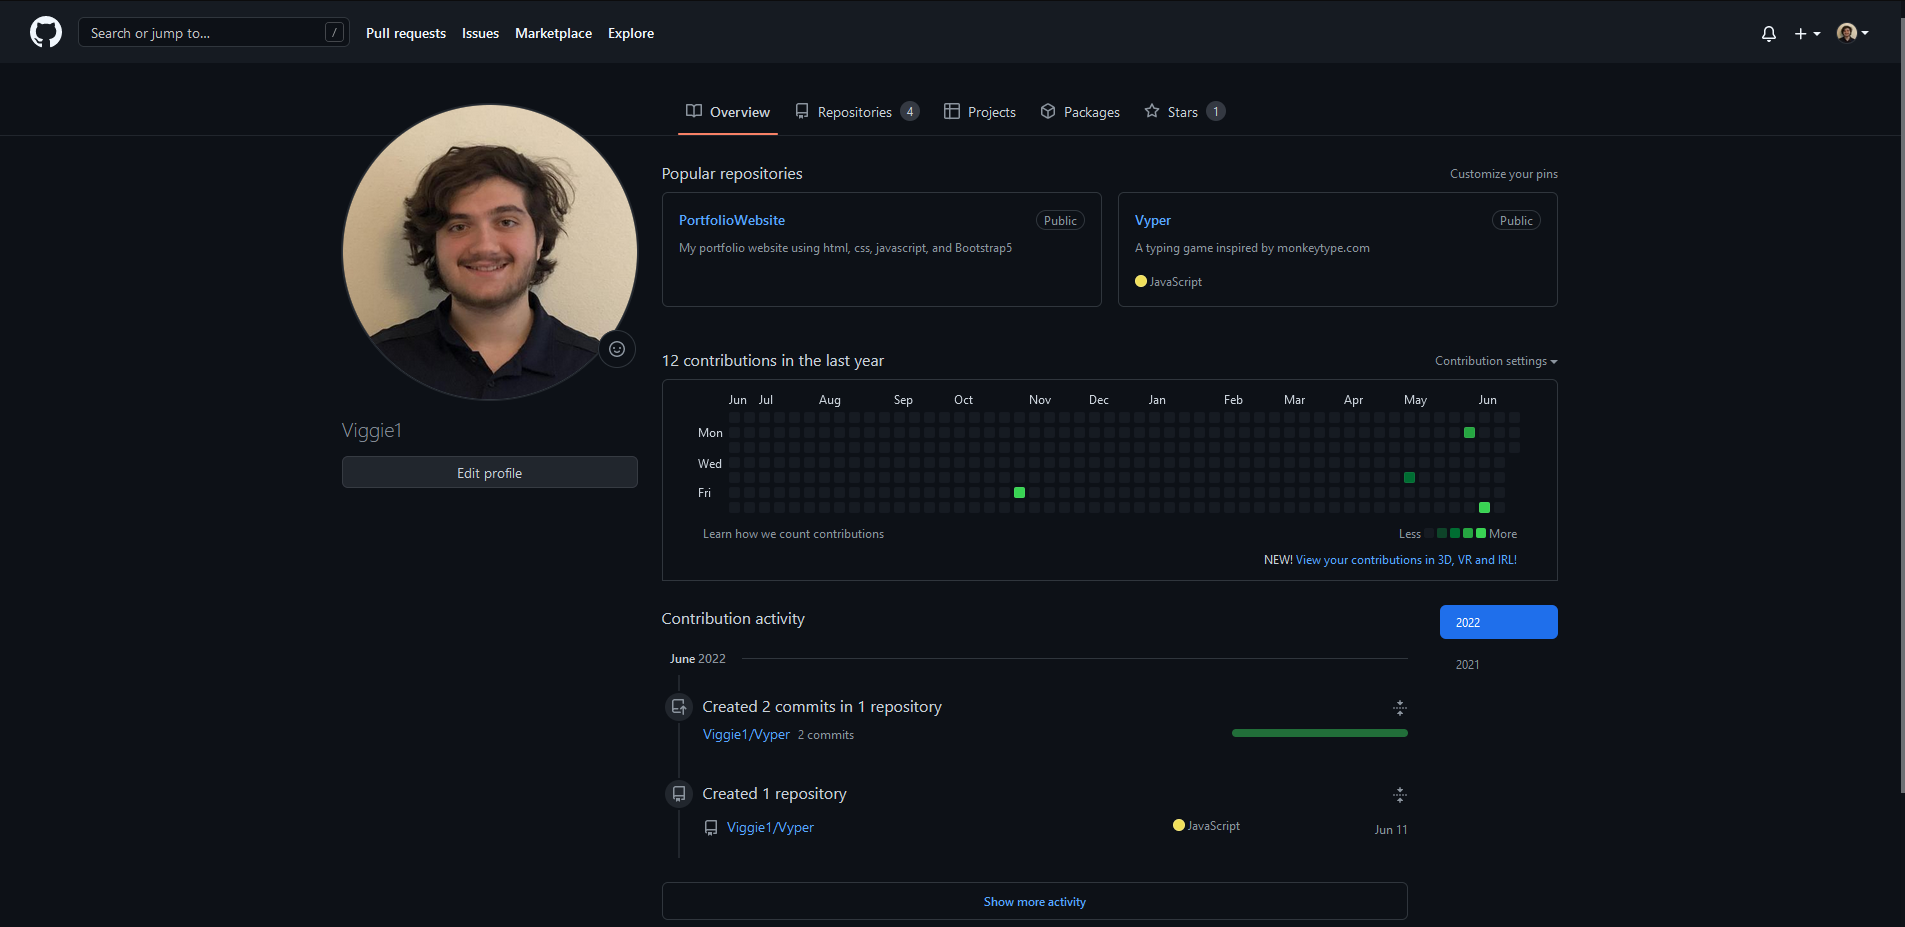 Search or jump to... /
Pull requests Issues Marketplace Explore
Overview Repositories 4 Projects Packages Stars 1
Viggie1
Edit profile
Popular repositories Customize your pins
PortfolioWebsite Public
My portfolio website using html, css, javascript, and Bootstrap5
Vyper Public
A typing game inspired by monkeytype.com
JavaScript
12 contributions in the last year Contribution settings
Jun Jul Aug Sep Oct Nov Dec Jan Feb Mar Apr May Jun
Mon
Wed
Fri
Learn how we count contributions Less More
NEW! View your contributions in 3D, VR and IRL!
Contribution activity
2022
2021
June 2022
Created 2 commits in 1 repository
Viggie1/Vyper 2 commits
Created 1 repository
Viggie1/Vyper JavaScript Jun 11
Show more activity